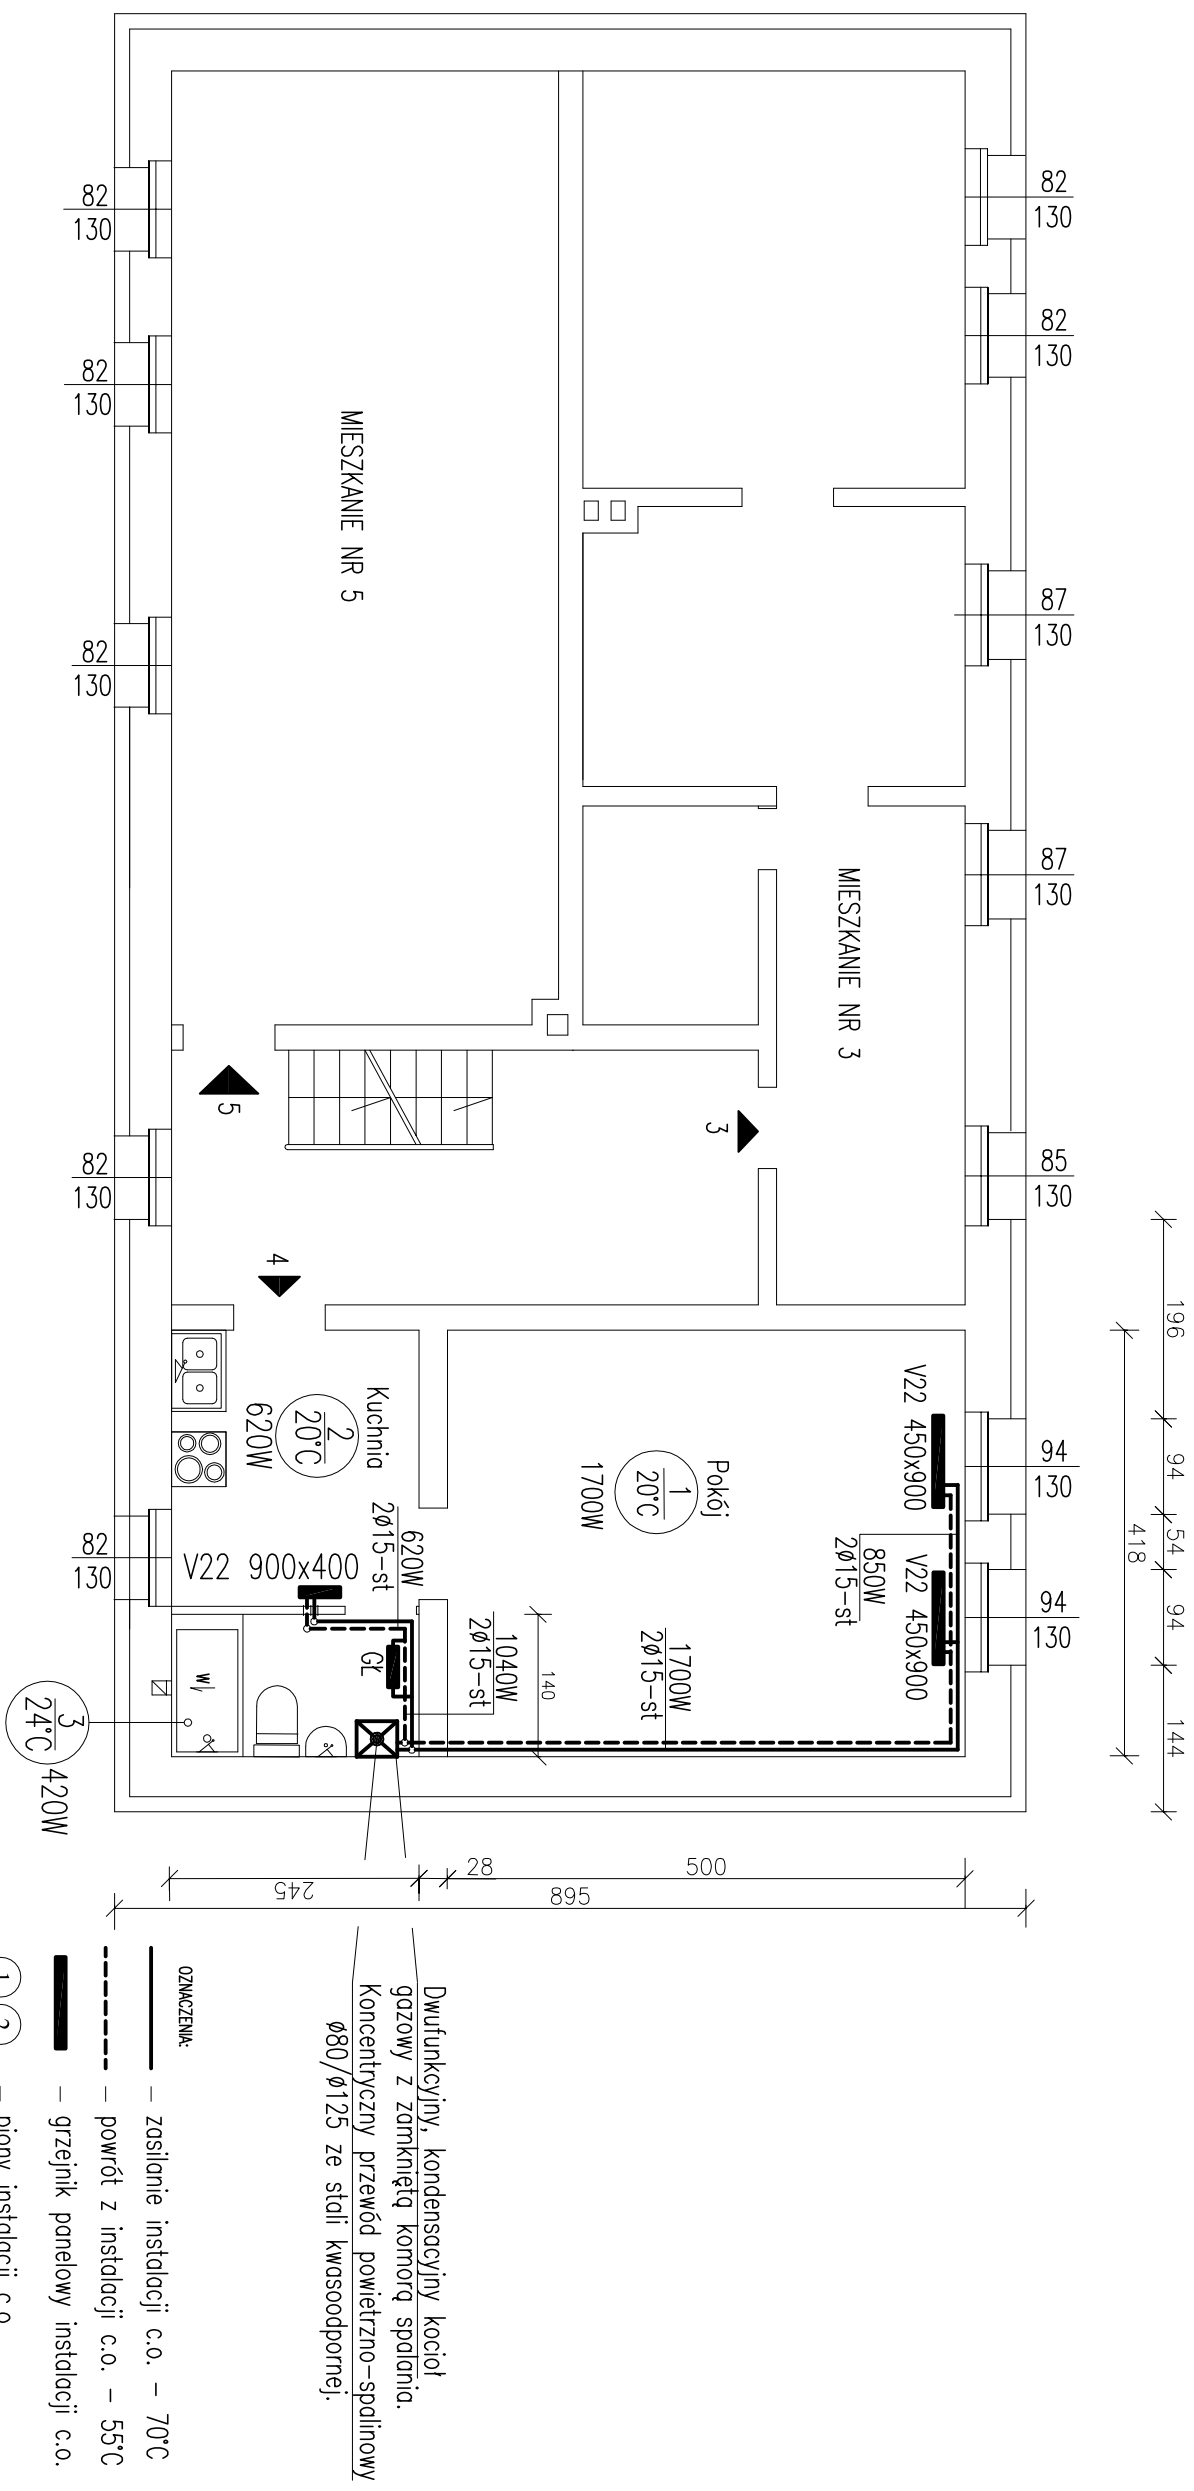 82
130
82
130
82
130
82
130
MIESZKANIE NR 5
87
130
82
130
87
130
MIESZKANIE NR 3
5
3
85
130
82
130
4
196
94
54
94
144
418
94
130
94
130
V22 450x900
V22 450x900
850W
2ø15-st
Pokój
1
20°C
1700W
1700W
2ø15-st
1040W
2ø15-st
140
Kuchnia
2
20°C
620W
620W
2ø15-st
V22 900x400
82
130
GŁ
W/
3
24°C
420W
500
28
245
895
Dwufunkcyjny, kondensacyjny kocioł
gazowy z zamkniętą komorą spalania.
Koncentryczny przewód powietrzno-spalinowy
ø80/ø125 ze stali kwasoodpornej.
OZNACZENIA:
– zasilanie instalacji c.o. – 70°C
– powrót z instalacji c.o. – 55°C
– grzejnik panelowy instalacji c.o.
1 2 – piony instalacji c.o.